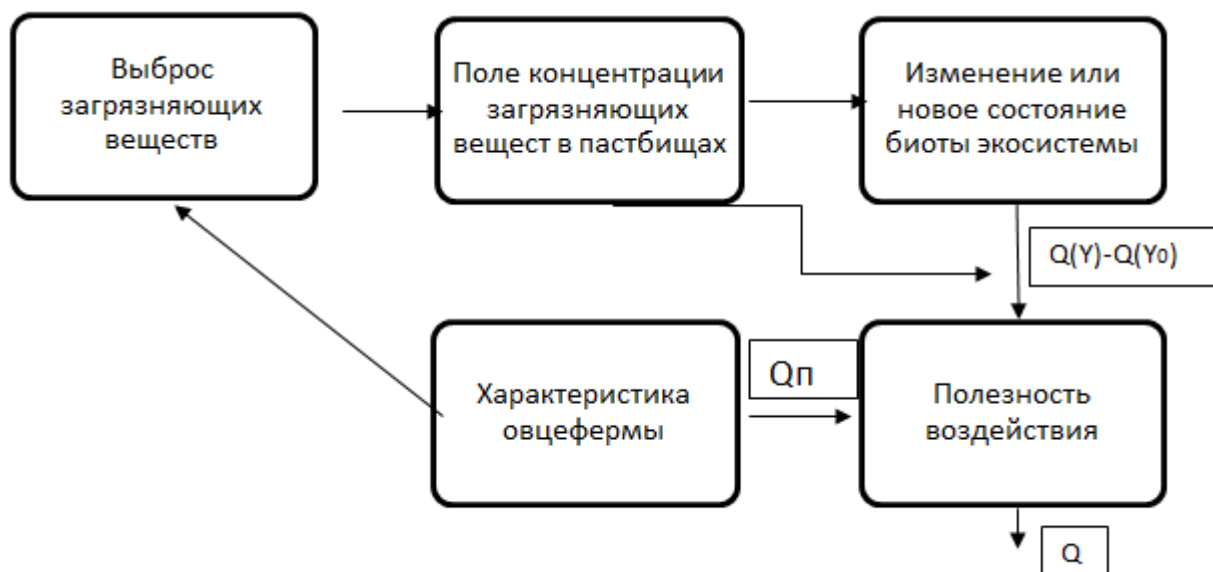 Выброс
загрязняющих
веществ
Поле концентрации
загрязняющих
вещест в пастбищах
Изменение или
новое состояние
биоты экосистемы
Q(Y)-Q(Y₀)
Характеристика
овцефермы
Qп
Полезность
воздействия
Q